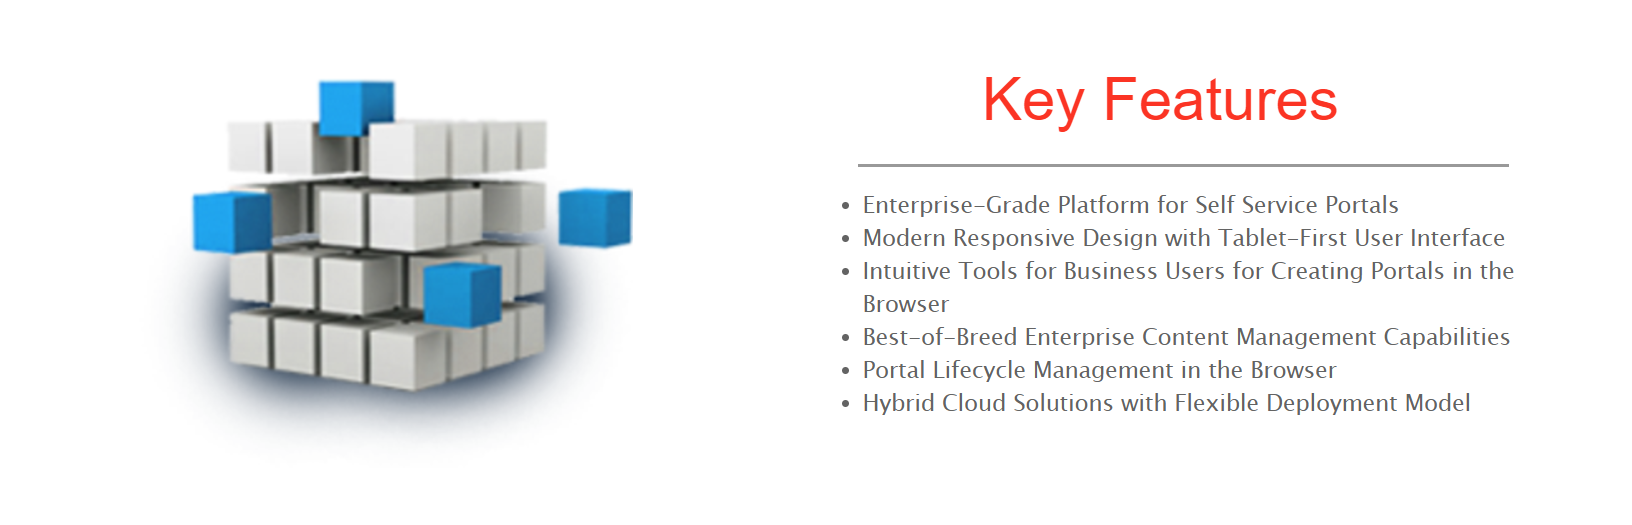 Key Features
• Enterprise-Grade Platform for Self Service Portals
• Modern Responsive Design with Tablet-First User Interface
• Intuitive Tools for Business Users for Creating Portals in the
Browser
• Best-of-Breed Enterprise Content Management Capabilities
• Portal Lifecycle Management in the Browser
• Hybrid Cloud Solutions with Flexible Deployment Model